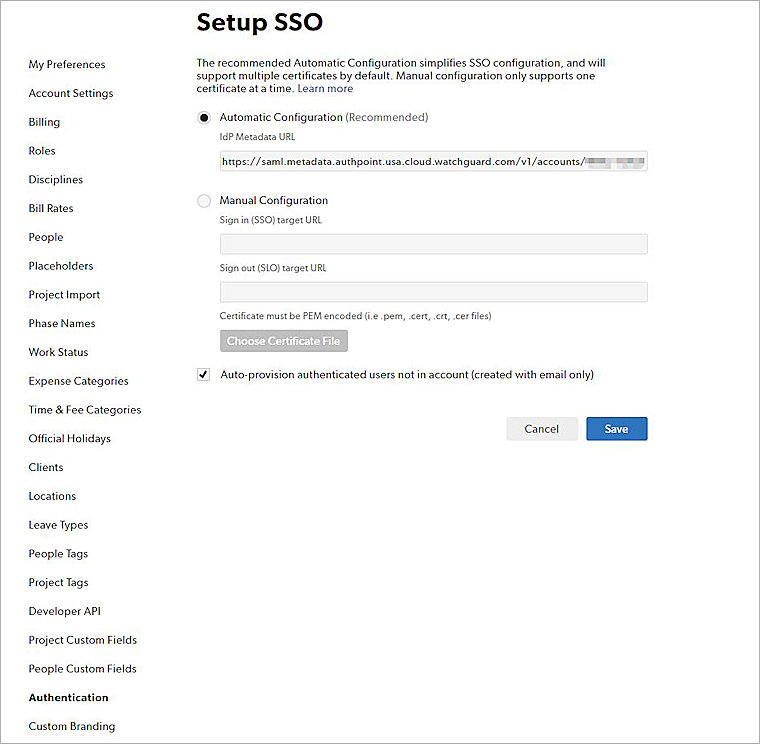 Setup SSO
The recommended Automatic Configuration simplifies SSO configuration, and will
support multiple certificates by default. Manual configuration only supports one
certificate at a time. Learn more
Automatic Configuration (Recommended)
IdP Metadata URL
https://saml.metadata.authpoint.usa.cloud.watchguard.com/v1/accounts/
Manual Configuration
Sign in (SSO) target URL
Sign out (SLO) target URL
Certificate must be PEM encoded (i.e .pem, .cert, .crt, .cer files)
Choose Certificate File
Auto-provision authenticated users not in account (created with email only)
Cancel
Save
My Preferences
Account Settings
Billing
Roles
Disciplines
Bill Rates
People
Placeholders
Project Import
Phase Names
Work Status
Expense Categories
Time & Fee Categories
Official Holidays
Clients
Locations
Leave Types
People Tags
Project Tags
Developer API
Project Custom Fields
People Custom Fields
Authentication
Custom Branding